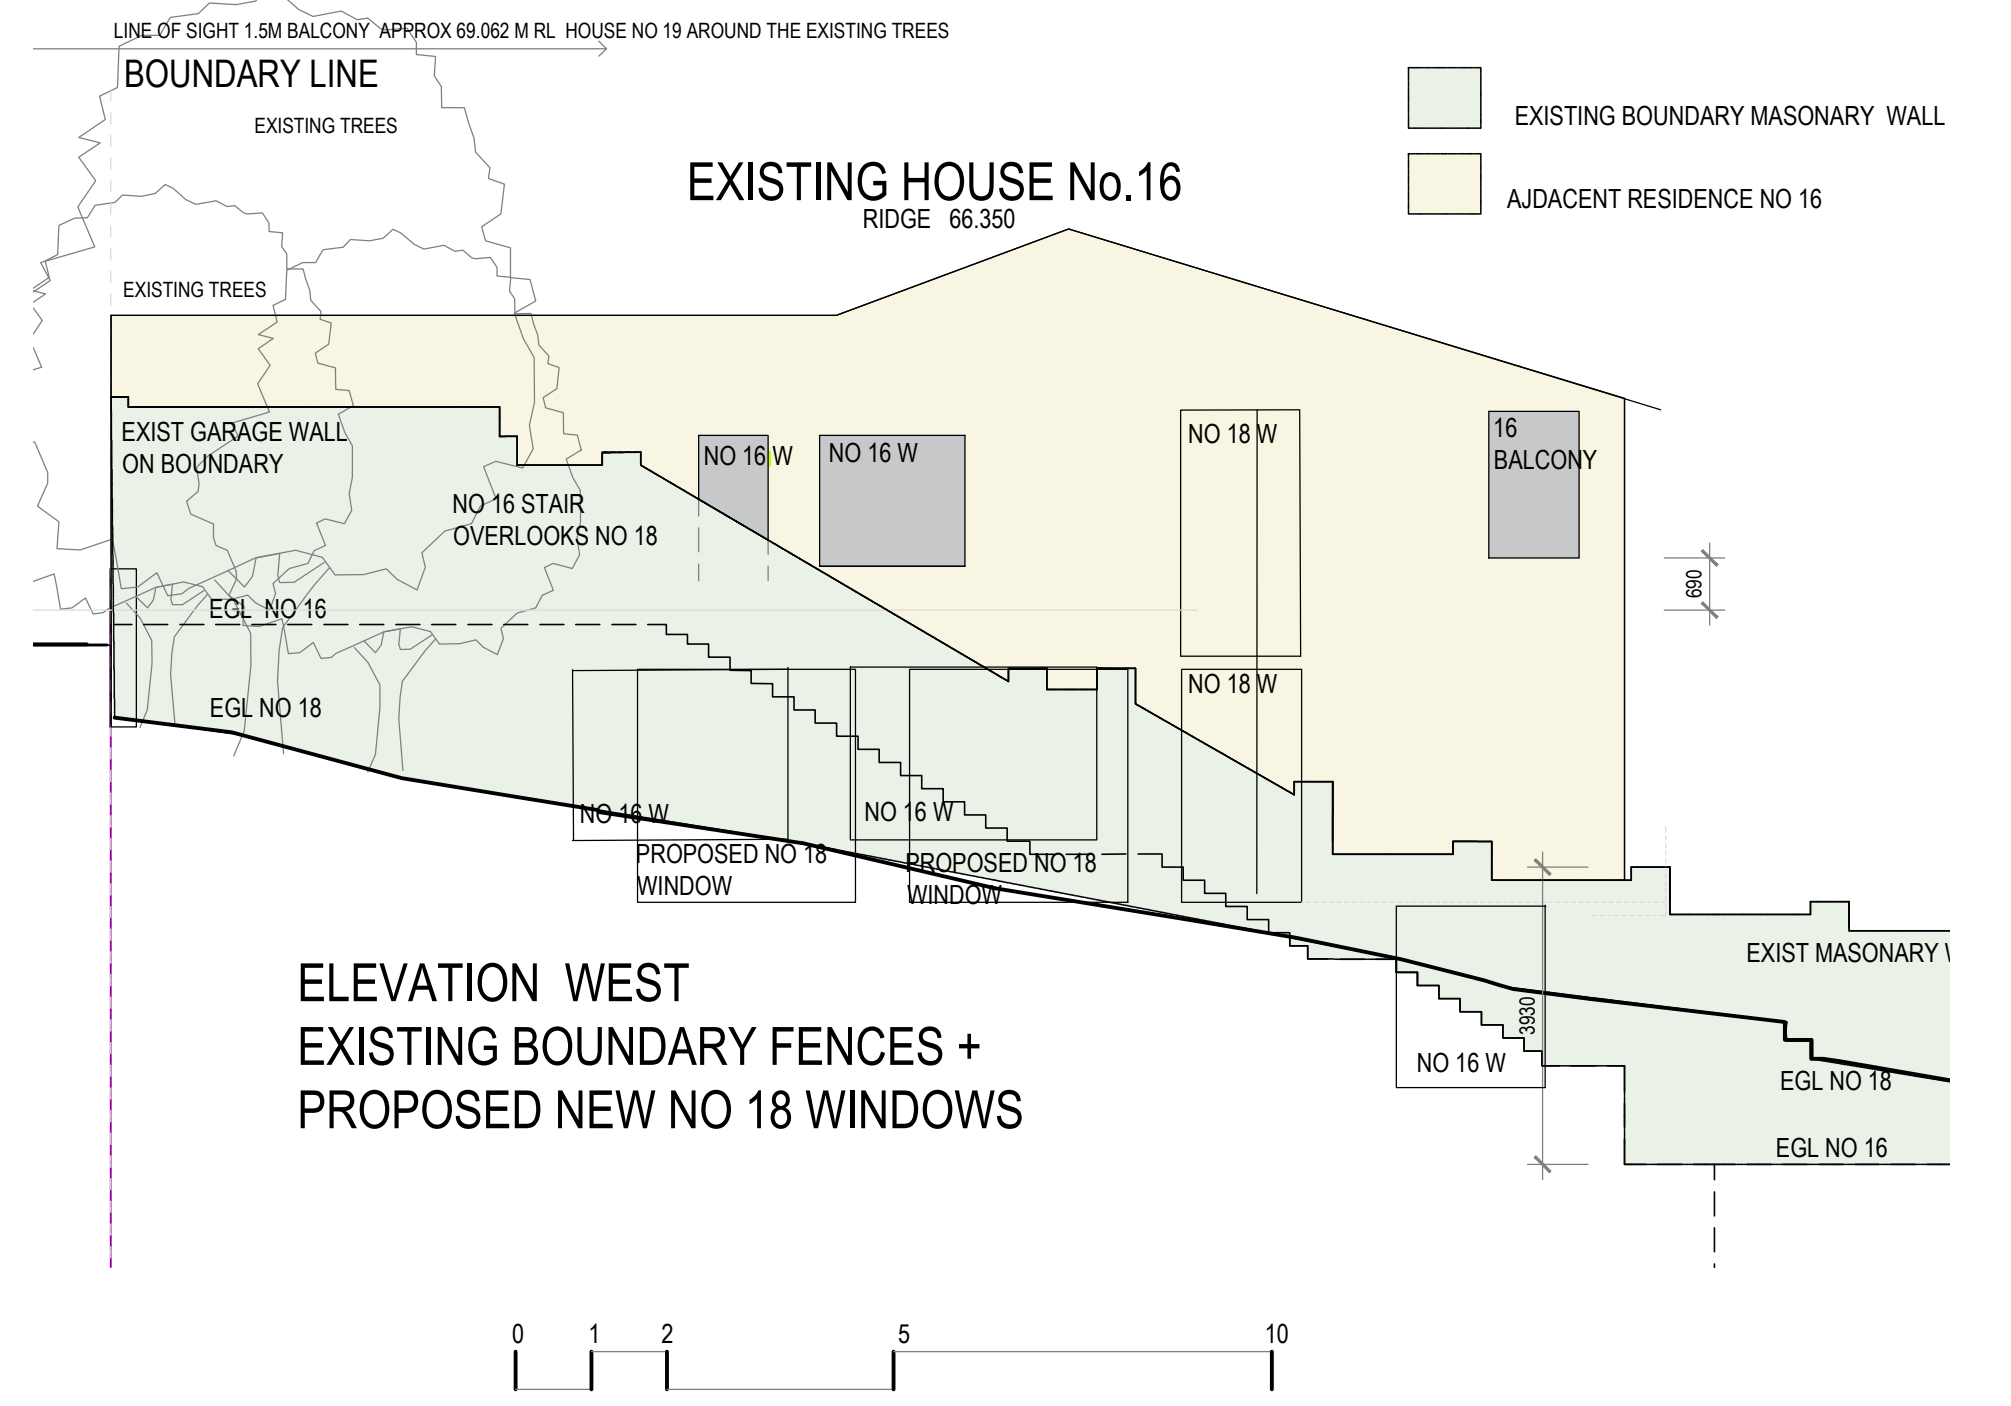 LINE OF SIGHT 1.5M BALCONY APPROX 69.062 M RL HOUSE NO 19 AROUND THE EXISTING TREES
BOUNDARY LINE
EXISTING TREES
EXISTING BOUNDARY MASONARY WALL
AJDACENT RESIDENCE NO 16
EXISTING HOUSE No.16
RIDGE 66.350
EXISTING TREES
EXIST GARAGE WALL
ON BOUNDARY
NO 16 STAIR
OVERLOOKS NO 18
NO 16 W
NO 16 W
NO 18 W
16
BALCONY
690
EGL NO 16
EGL NO 18
NO 18 W
NO 16 W
NO 16 W
PROPOSED NO 18
WINDOW
PROPOSED NO 18
WINDOW
EXIST MASONARY
3930
NO 16 W
EGL NO 18
EGL NO 16
ELEVATION WEST
EXISTING BOUNDARY FENCES +
PROPOSED NEW NO 18 WINDOWS
0 1 2 5 10